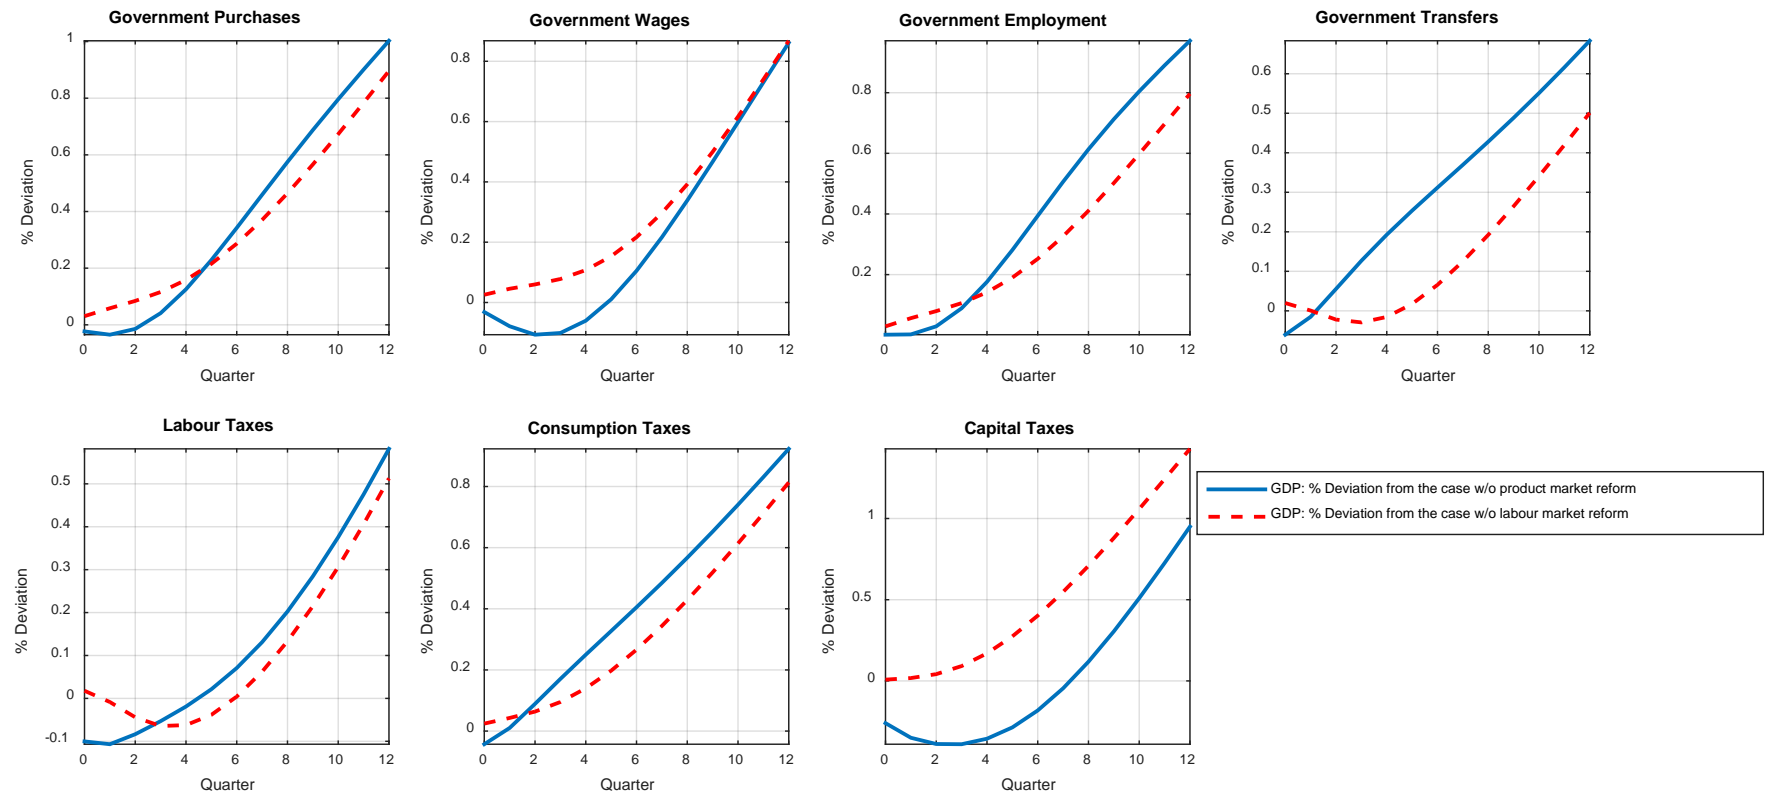 Government Purchases
1
0.8
0.6
0.4
0.2
0
% Deviation
0 2 4 6 8 10 12
Quarter
Government Wages
0.8
0.6
0.4
0.2
0
% Deviation
0 2 4 6 8 10 12
Quarter
Government Employment
0.8
0.6
0.4
0.2
% Deviation
0 2 4 6 8 10 12
Quarter
Government Transfers
0.6
0.5
0.4
0.3
0.2
0.1
0
% Deviation
0 2 4 6 8 10 12
Quarter
Labour Taxes
0.5
0.4
0.3
0.2
0.1
0
-0.1
% Deviation
0 2 4 6 8 10 12
Quarter
Consumption Taxes
0.8
0.6
0.4
0.2
0
% Deviation
0 2 4 6 8 10 12
Quarter
Capital Taxes
1
0.5
0
% Deviation
0 2 4 6 8 10 12
Quarter
GDP: % Deviation from the case w/o product market reform
GDP: % Deviation from the case w/o labour market reform